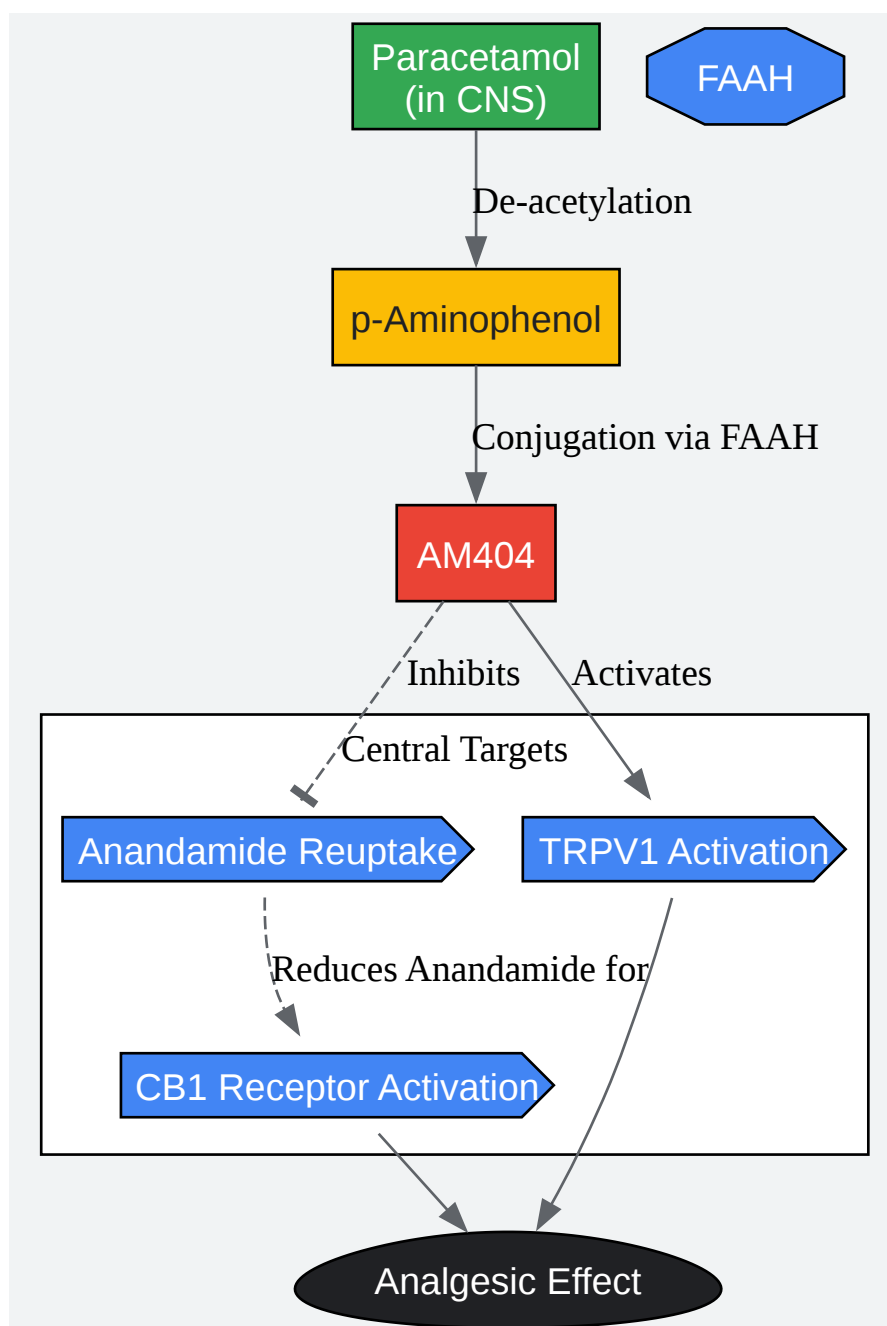 Paracetamol
(in CNS)
FAAH
De-acetylation
p-Aminophenol
Conjugation via FAAH
AM404
Inhibits
Activates
Central Targets
Anandamide Reuptake
TRPV1 Activation
Reduces Anandamide for
CB1 Receptor Activation
Analgesic Effect